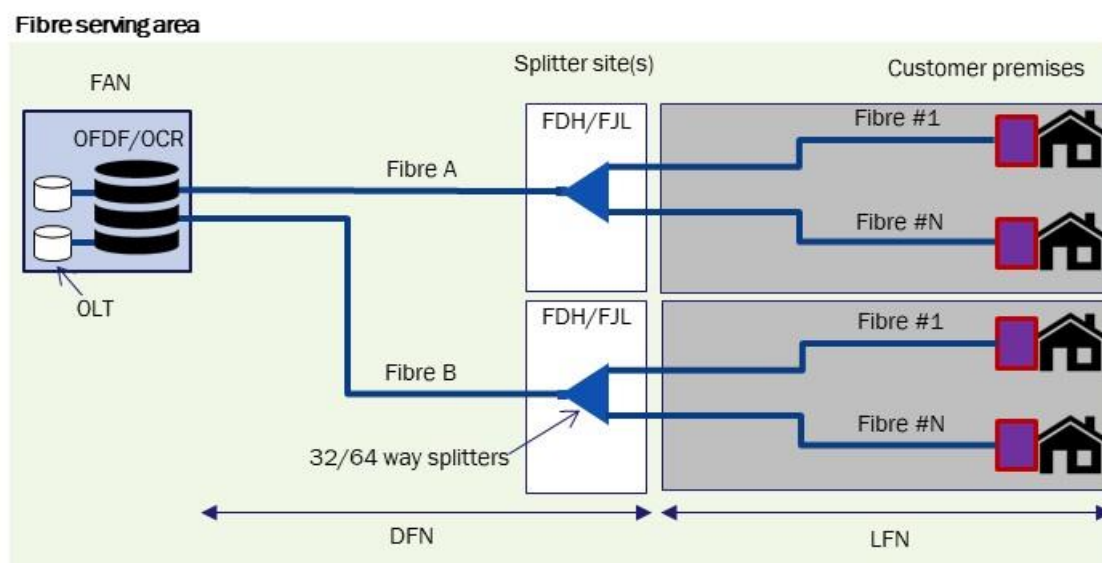 Fibre serving area
FAN
Splitter site(s)
Customer premises
OFDF/OCR
FDH/FJL
Fibre #1
Fibre A
Fibre #N
OLT
FDH/FJL
Fibre #1
Fibre B
Fibre #N
32/64 way splitters
DFN
LFN